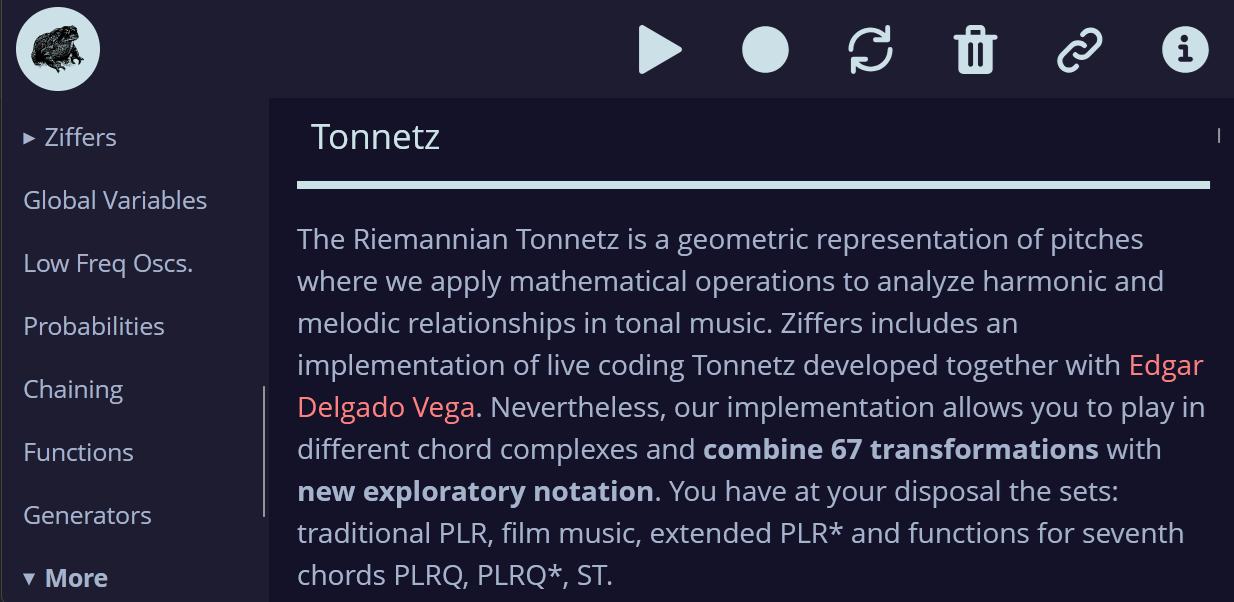 Ziffers
Global Variables
Low Freq Oscs.
Probabilities
Chaining
Functions
Generators
More
Tonnetz
The Riemannian Tonnetz is a geometric representation of pitches
where we apply mathematical operations to analyze harmonic and
melodic relationships in tonal music. Ziffers includes an
implementation of live coding Tonnetz developed together with Edgar
Delgado Vega. Nevertheless, our implementation allows you to play in
different chord complexes and combine 67 transformations with
new exploratory notation. You have at your disposal the sets:
traditional PLR, film music, extended PLR* and functions for seventh
chords PLRQ, PLRQ*, ST.